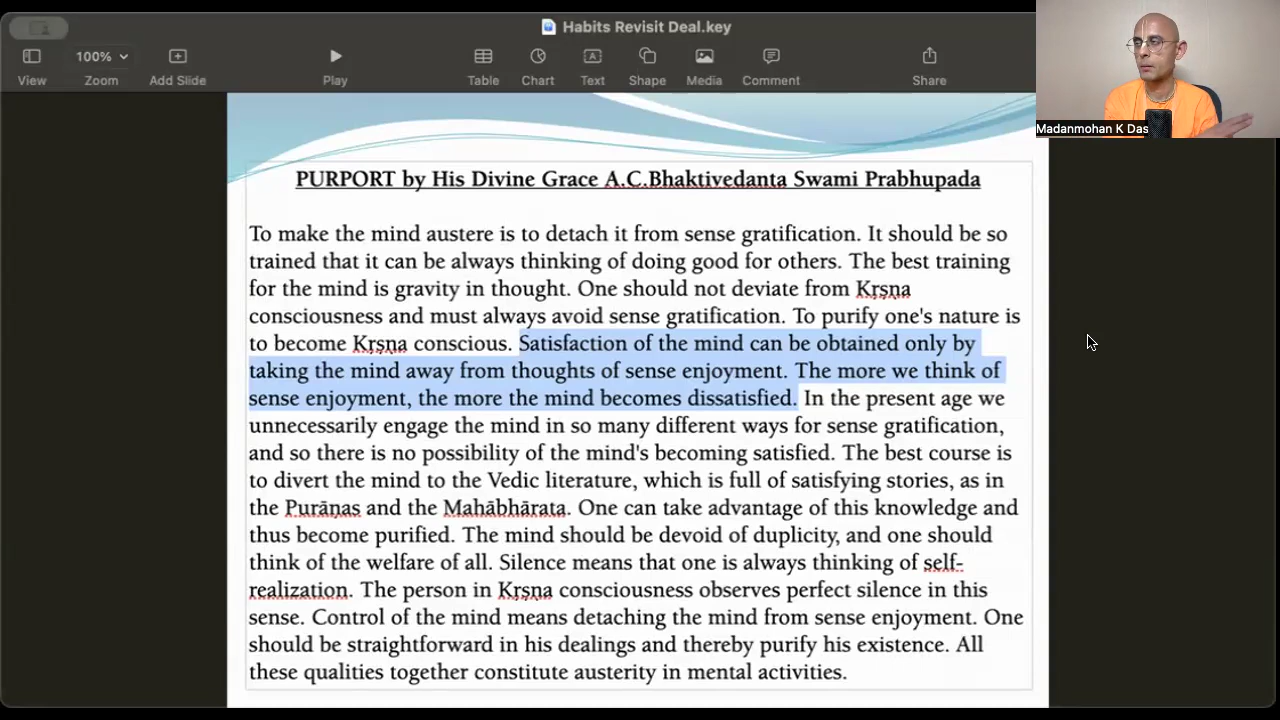 Habits Revisit Deal.key
100%
View
Zoom
Add Slide
Play
Table
Chart
Text
Shape
Media
Comment
Share
Madanmohan K Das
PURPORT by His Divine Grace A.C.Bhaktivedanta Swami Prabhupada
To make the mind austere is to detach it from sense gratification. It should be so
trained that it can be always thinking of doing good for others. The best training
for the mind is gravity in thought. One should not deviate from Kṛṣṇa
consciousness and must always avoid sense gratification. To purify one's nature is
to become Kṛṣṇa conscious. Satisfaction of the mind can be obtained only by
taking the mind away from thoughts of sense enjoyment. The more we think of
sense enjoyment, the more the mind becomes dissatisfied. In the present age we
unnecessarily engage the mind in so many different ways for sense gratification,
and so there is no possibility of the mind's becoming satisfied. The best course is
to divert the mind to the Vedic literature, which is full of satisfying stories, as in
the Purāṇas and the Mahābhārata. One can take advantage of this knowledge and
thus become purified. The mind should be devoid of duplicity, and one should
think of the welfare of all. Silence means that one is always thinking of self-
realization. The person in Kṛṣṇa consciousness observes perfect silence in this
sense. Control of the mind means detaching the mind from sense enjoyment. One
should be straightforward in his dealings and thereby purify his existence. All
these qualities together constitute austerity in mental activities.